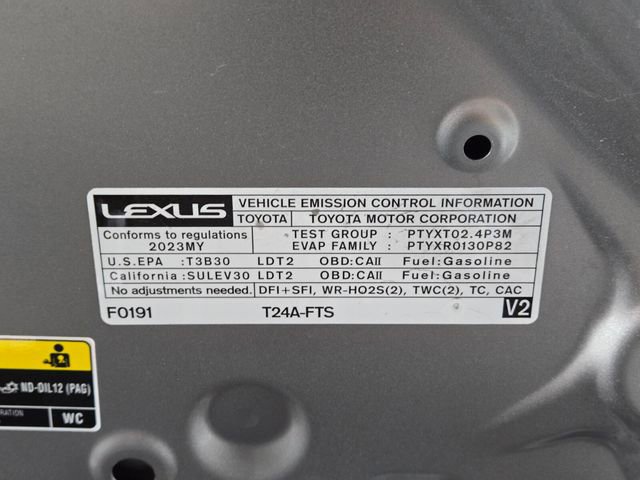 LEXUS VEHICLE EMISSION CONTROL INFORMATION
TOYOTA TOYOTA MOTOR CORPORATION
Conforms to regulations TEST GROUP : PTYXT02.4P3M
2023MY EVAP FAMILY : PTYXR0130P82
U.S.EPA :T3B30 LDT2 OBD:CAII Fuel:Gasoline
California:SULEV30 LDT2 OBD:CAII Fuel:Gasoline
No adjustments needed. DFI+SFI, WR-HO2S(2), TWC(2), TC, CAC
F0191 T24A-FTS V2
ND-OIL12 (PAG)
WC